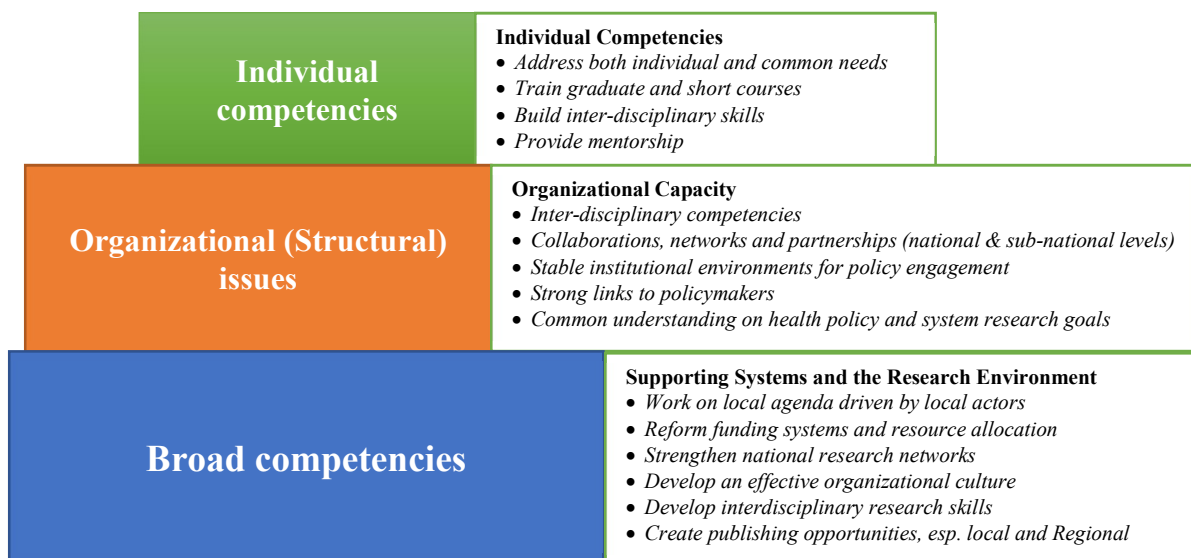 Individual
competencies
Individual Competencies
• Address both individual and common needs
• Train graduate and short courses
• Build inter-disciplinary skills
• Provide mentorship
Organizational (Structural)
issues
Organizational Capacity
• Inter-disciplinary competencies
• Collaborations, networks and partnerships (national & sub-national levels)
• Stable institutional environments for policy engagement
• Strong links to policymakers
• Common understanding on health policy and system research goals
Broad competencies
Supporting Systems and the Research Environment
• Work on local agenda driven by local actors
• Reform funding systems and resource allocation
• Strengthen national research networks
• Develop an effective organizational culture
• Develop interdisciplinary research skills
• Create publishing opportunities, esp. local and Regional